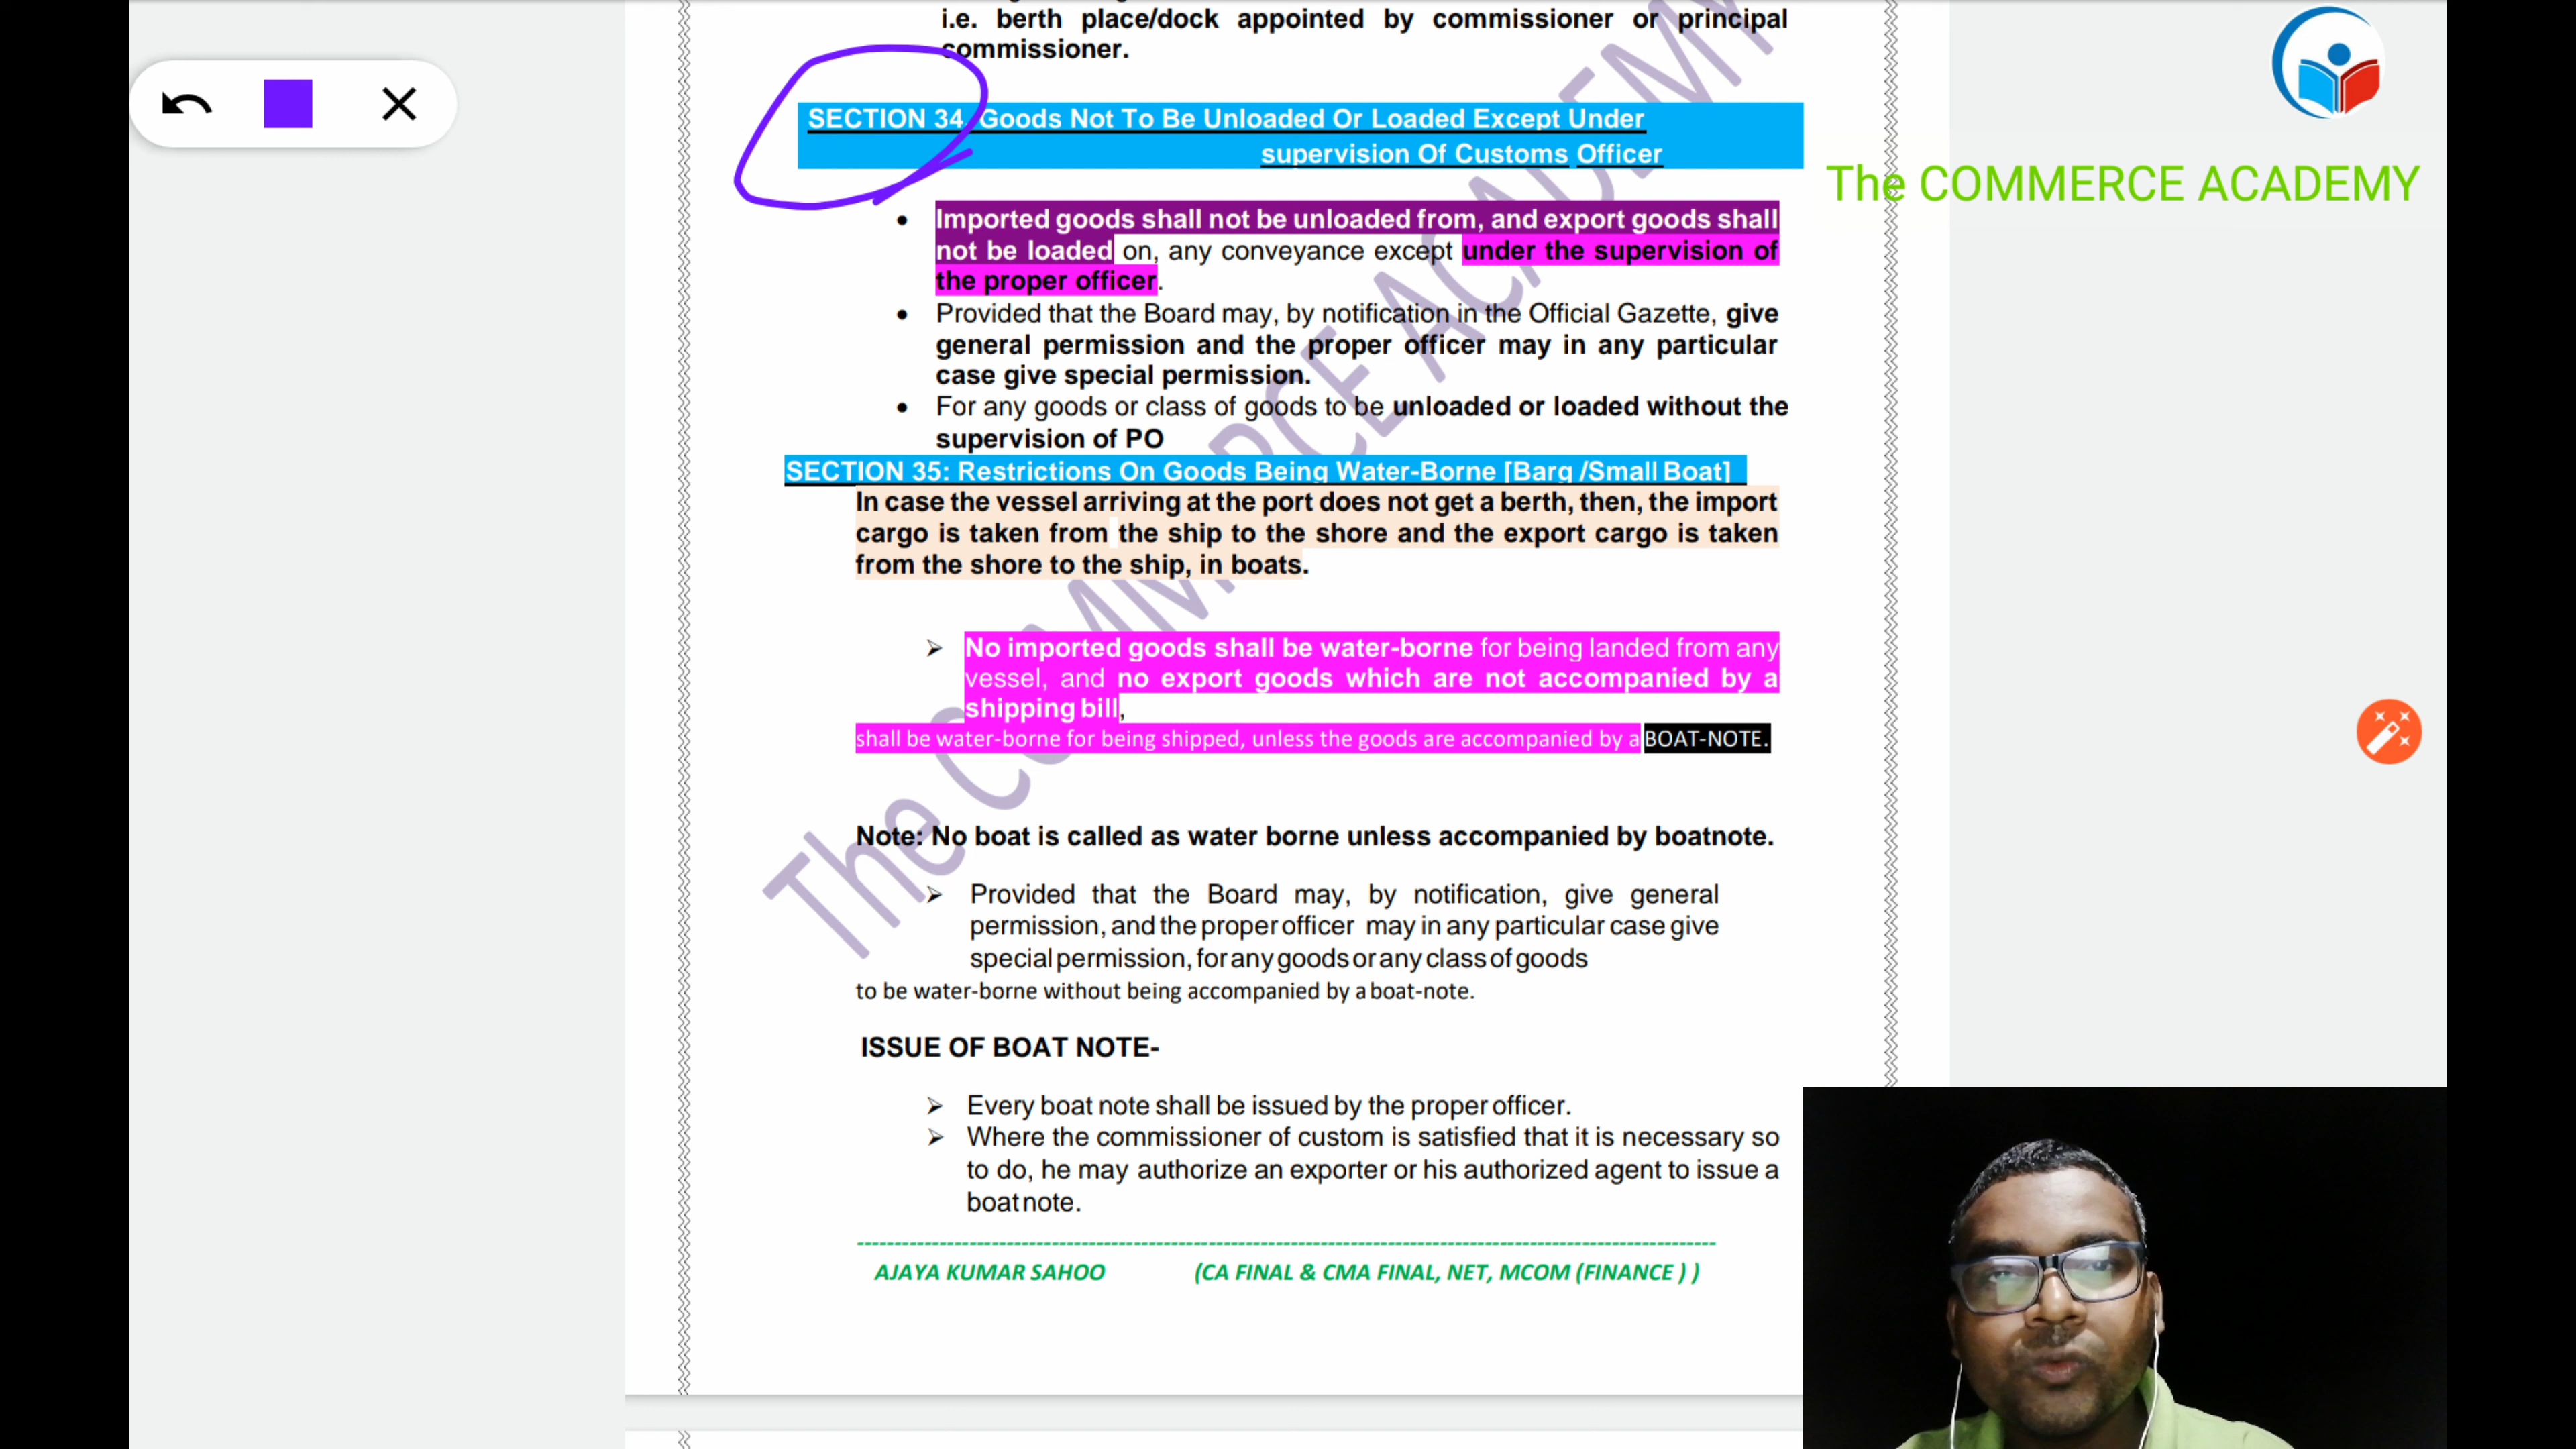 i.e. berth place/dock appointed by commissioner or principal
commissioner.
SECTION 34 Goods Not To Be Unloaded Or Loaded Except Under
supervision Of Customs Officer
The COMMERCE ACADEMY
• Imported goods shall not be unloaded from, and export goods shall
not be loaded on, any conveyance except under the supervision of
the proper officer.
• Provided that the Board may, by notification in the Official Gazette, give
general permission and the proper officer may in any particular
case give special permission.
• For any goods or class of goods to be unloaded or loaded without the
supervision of PO
SECTION 35: Restrictions On Goods Being Water-Borne [Barg /Small Boat]
In case the vessel arriving at the port does not get a berth, then, the import
cargo is taken from the ship to the shore and the export cargo is taken
from the shore to the ship, in boats.
➢ No imported goods shall be water-borne for being landed from any
vessel, and no export goods which are not accompanied by a
shipping bill,
shall be water-borne for being shipped, unless the goods are accompanied by a BOAT-NOTE.
Note: No boat is called as water borne unless accompanied by boatnote.
➢ Provided that the Board may, by notification, give general
permission, and the proper officer may in any particular case give
special permission, for any goods or any class of goods
to be water-borne without being accompanied by a boat-note.
ISSUE OF BOAT NOTE-
➢ Every boat note shall be issued by the proper officer.
➢ Where the commissioner of custom is satisfied that it is necessary so
to do, he may authorize an exporter or his authorized agent to issue a
boat note.
AJAYA KUMAR SAHOO (CA FINAL & CMA FINAL, NET, MCOM (FINANCE ) )
The COMMERCE ACADEMY